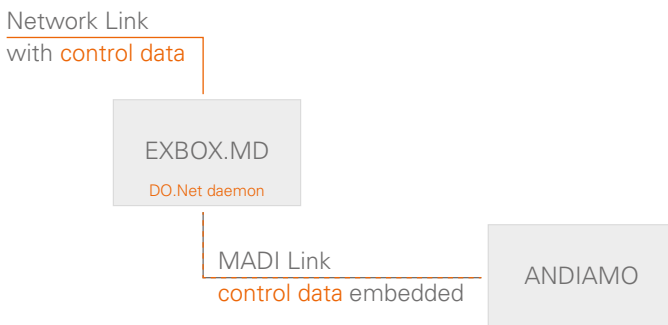 Network Link
with control data
EXBOX.MD
DO.Net daemon
MADI Link
control data embedded
ANDIAMO